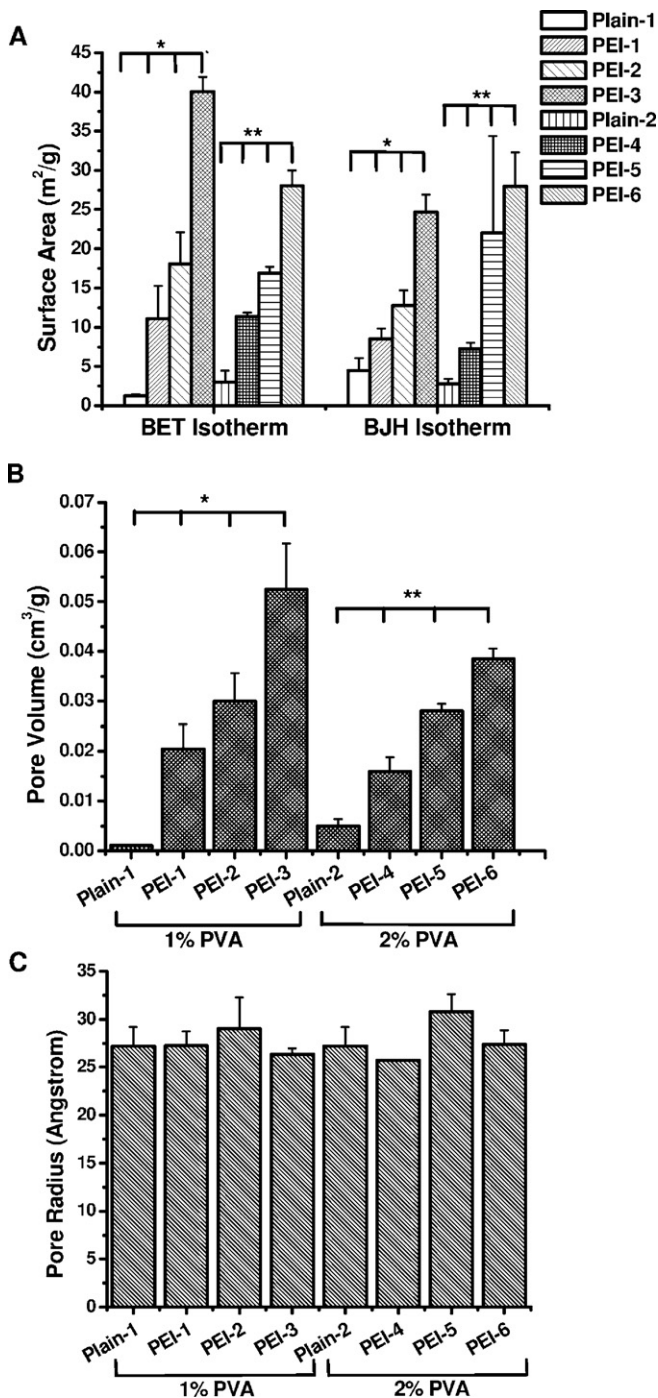 A
*
**
*
**
Plain-1
PEI-1
PEI-2
PEI-3
Plain-2
PEI-4
PEI-5
PEI-6
Surface Area (m²/g)
45
40
35
30
25
20
15
10
5
0
BET Isotherm BJH Isotherm
B
*
**
Pore Volume (cm³/g)
0.07
0.06
0.05
0.04
0.03
0.02
0.01
0.00
Plain-1 PEI-1 PEI-2 PEI-3 Plain-2 PEI-4 PEI-5 PEI-6
1% PVA 2% PVA
C
Pore Radius (Angstrom)
35
30
25
20
15
10
5
0
Plain-1 PEI-1 PEI-2 PEI-3 Plain-2 PEI-4 PEI-5 PEI-6
1% PVA 2% PVA